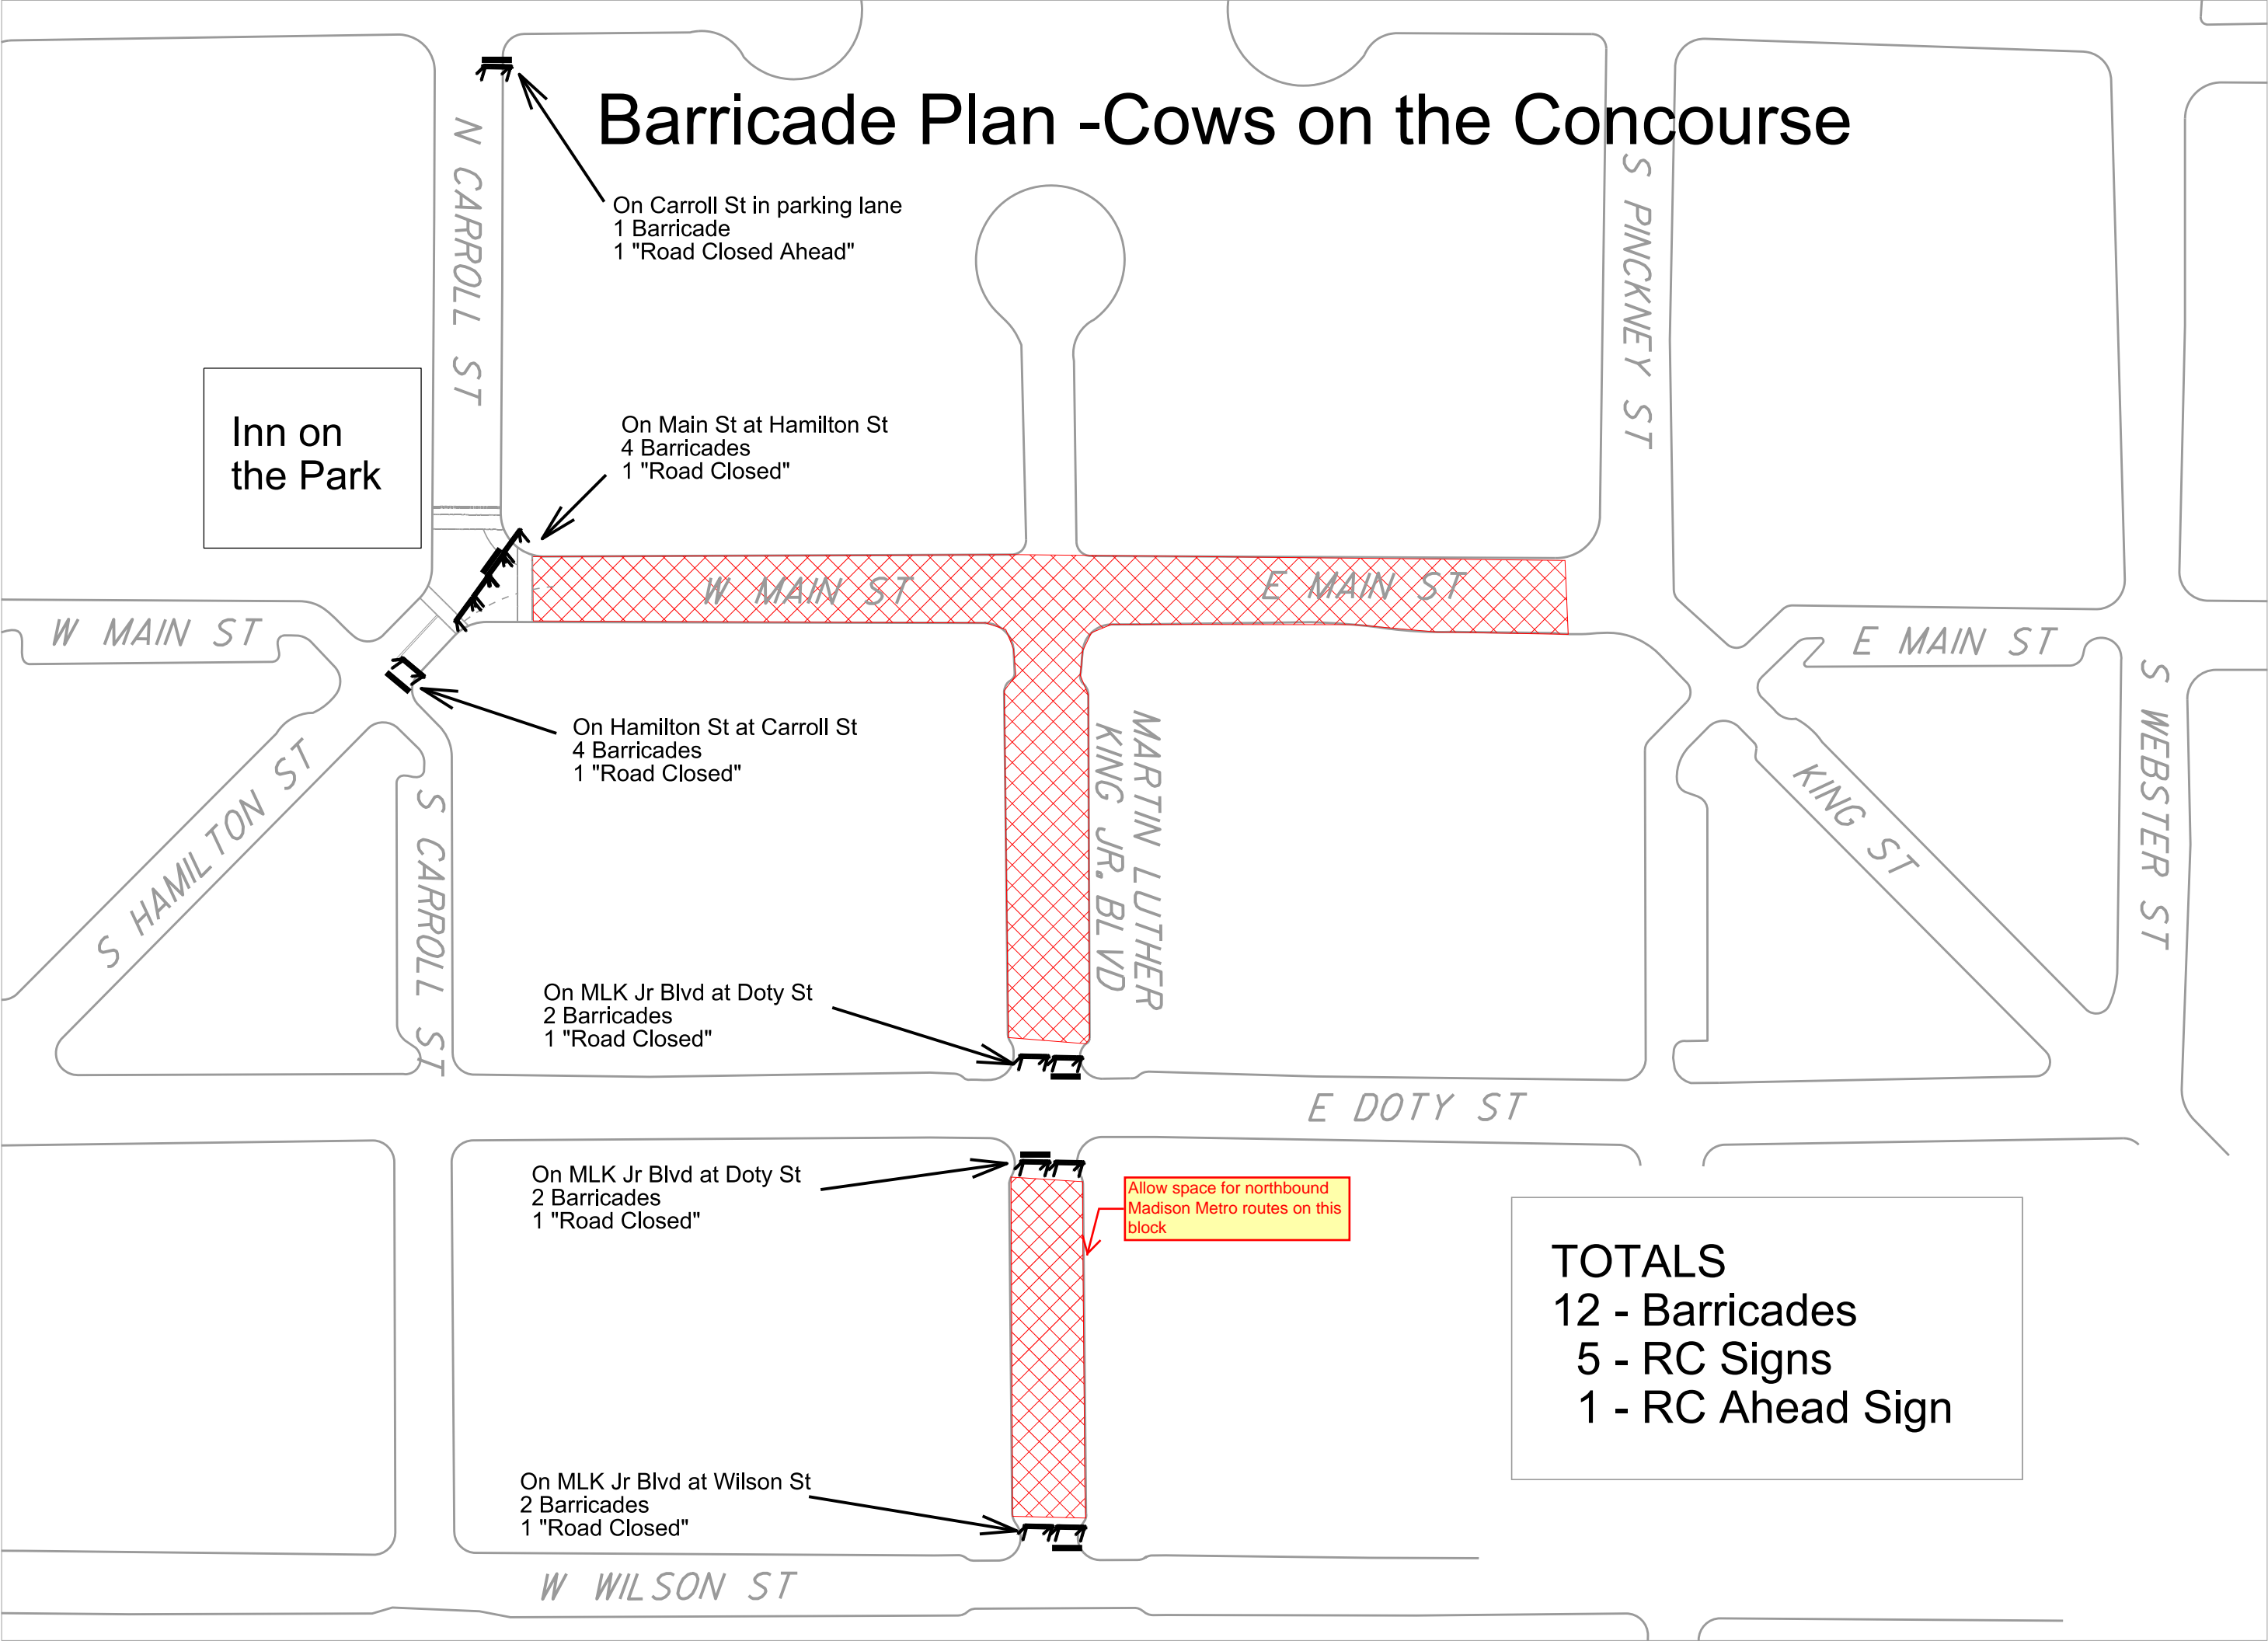 Barricade Plan -Cows on the Concourse
N CARROLL ST
On Carroll St in parking lane
1 Barricade
1 "Road Closed Ahead"
S PINCKNEY ST
Inn on
the Park
On Main St at Hamilton St
4 Barricades
1 "Road Closed"
W MAIN ST
E MAIN ST
W MAIN ST
E MAIN ST
On Hamilton St at Carroll St
4 Barricades
1 "Road Closed"
MARTIN LUTHER
KING JR. BLVD
S WEBSTER ST
KING ST
S HAMILTON ST
S CARROLL ST
On MLK Jr Blvd at Doty St
2 Barricades
1 "Road Closed"
E DOTY ST
On MLK Jr Blvd at Doty St
2 Barricades
1 "Road Closed"
Allow space for northbound
Madison Metro routes on this
block
TOTALS
12 - Barricades
5 - RC Signs
1 - RC Ahead Sign
On MLK Jr Blvd at Wilson St
2 Barricades
1 "Road Closed"
W WILSON ST